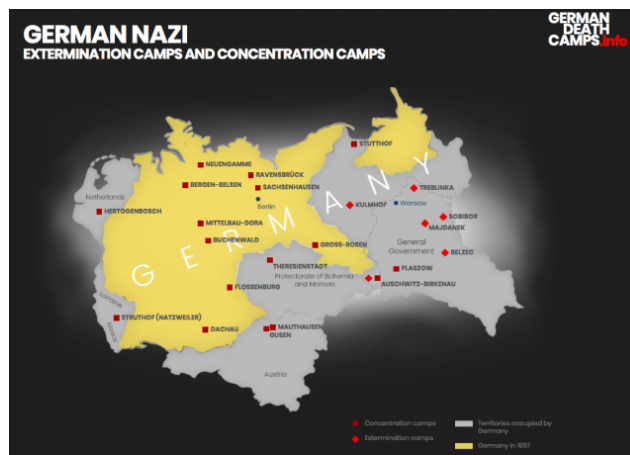 GERMAN NAZI
EXTERMINATION CAMPS AND CONCENTRATION CAMPS
GERMAN
DEATH
CAMPS.info
STUTTHOF
NEUENGAMME
RAVENSBRÜCK
BERGEN-BELSEN
SACHSENHAUSEN
TREBLINKA
Netherlands
Berlin
KULMHOF
Warsaw
HERTOGENBOSCH
SOBIBOR
MITTELBAU-DORA
MAJDANEK
BUCHENWALD
GROSS-ROSEN
General
Government
BELZEC
GERMANY
THERESIENSTADT
PLASZOW
Protectorate of Bohemia
and Moravia
AUSCHWITZ-BIRKENAU
FLOSSENBURG
Lorraine
STRUTHOF (NATZWEILER)
Alsace
DACHAU
MAUTHAUSEN
GUSEN
Austria
Concentration camps
Extermination camps
Territories occupied by
Germany
Germany in 1937